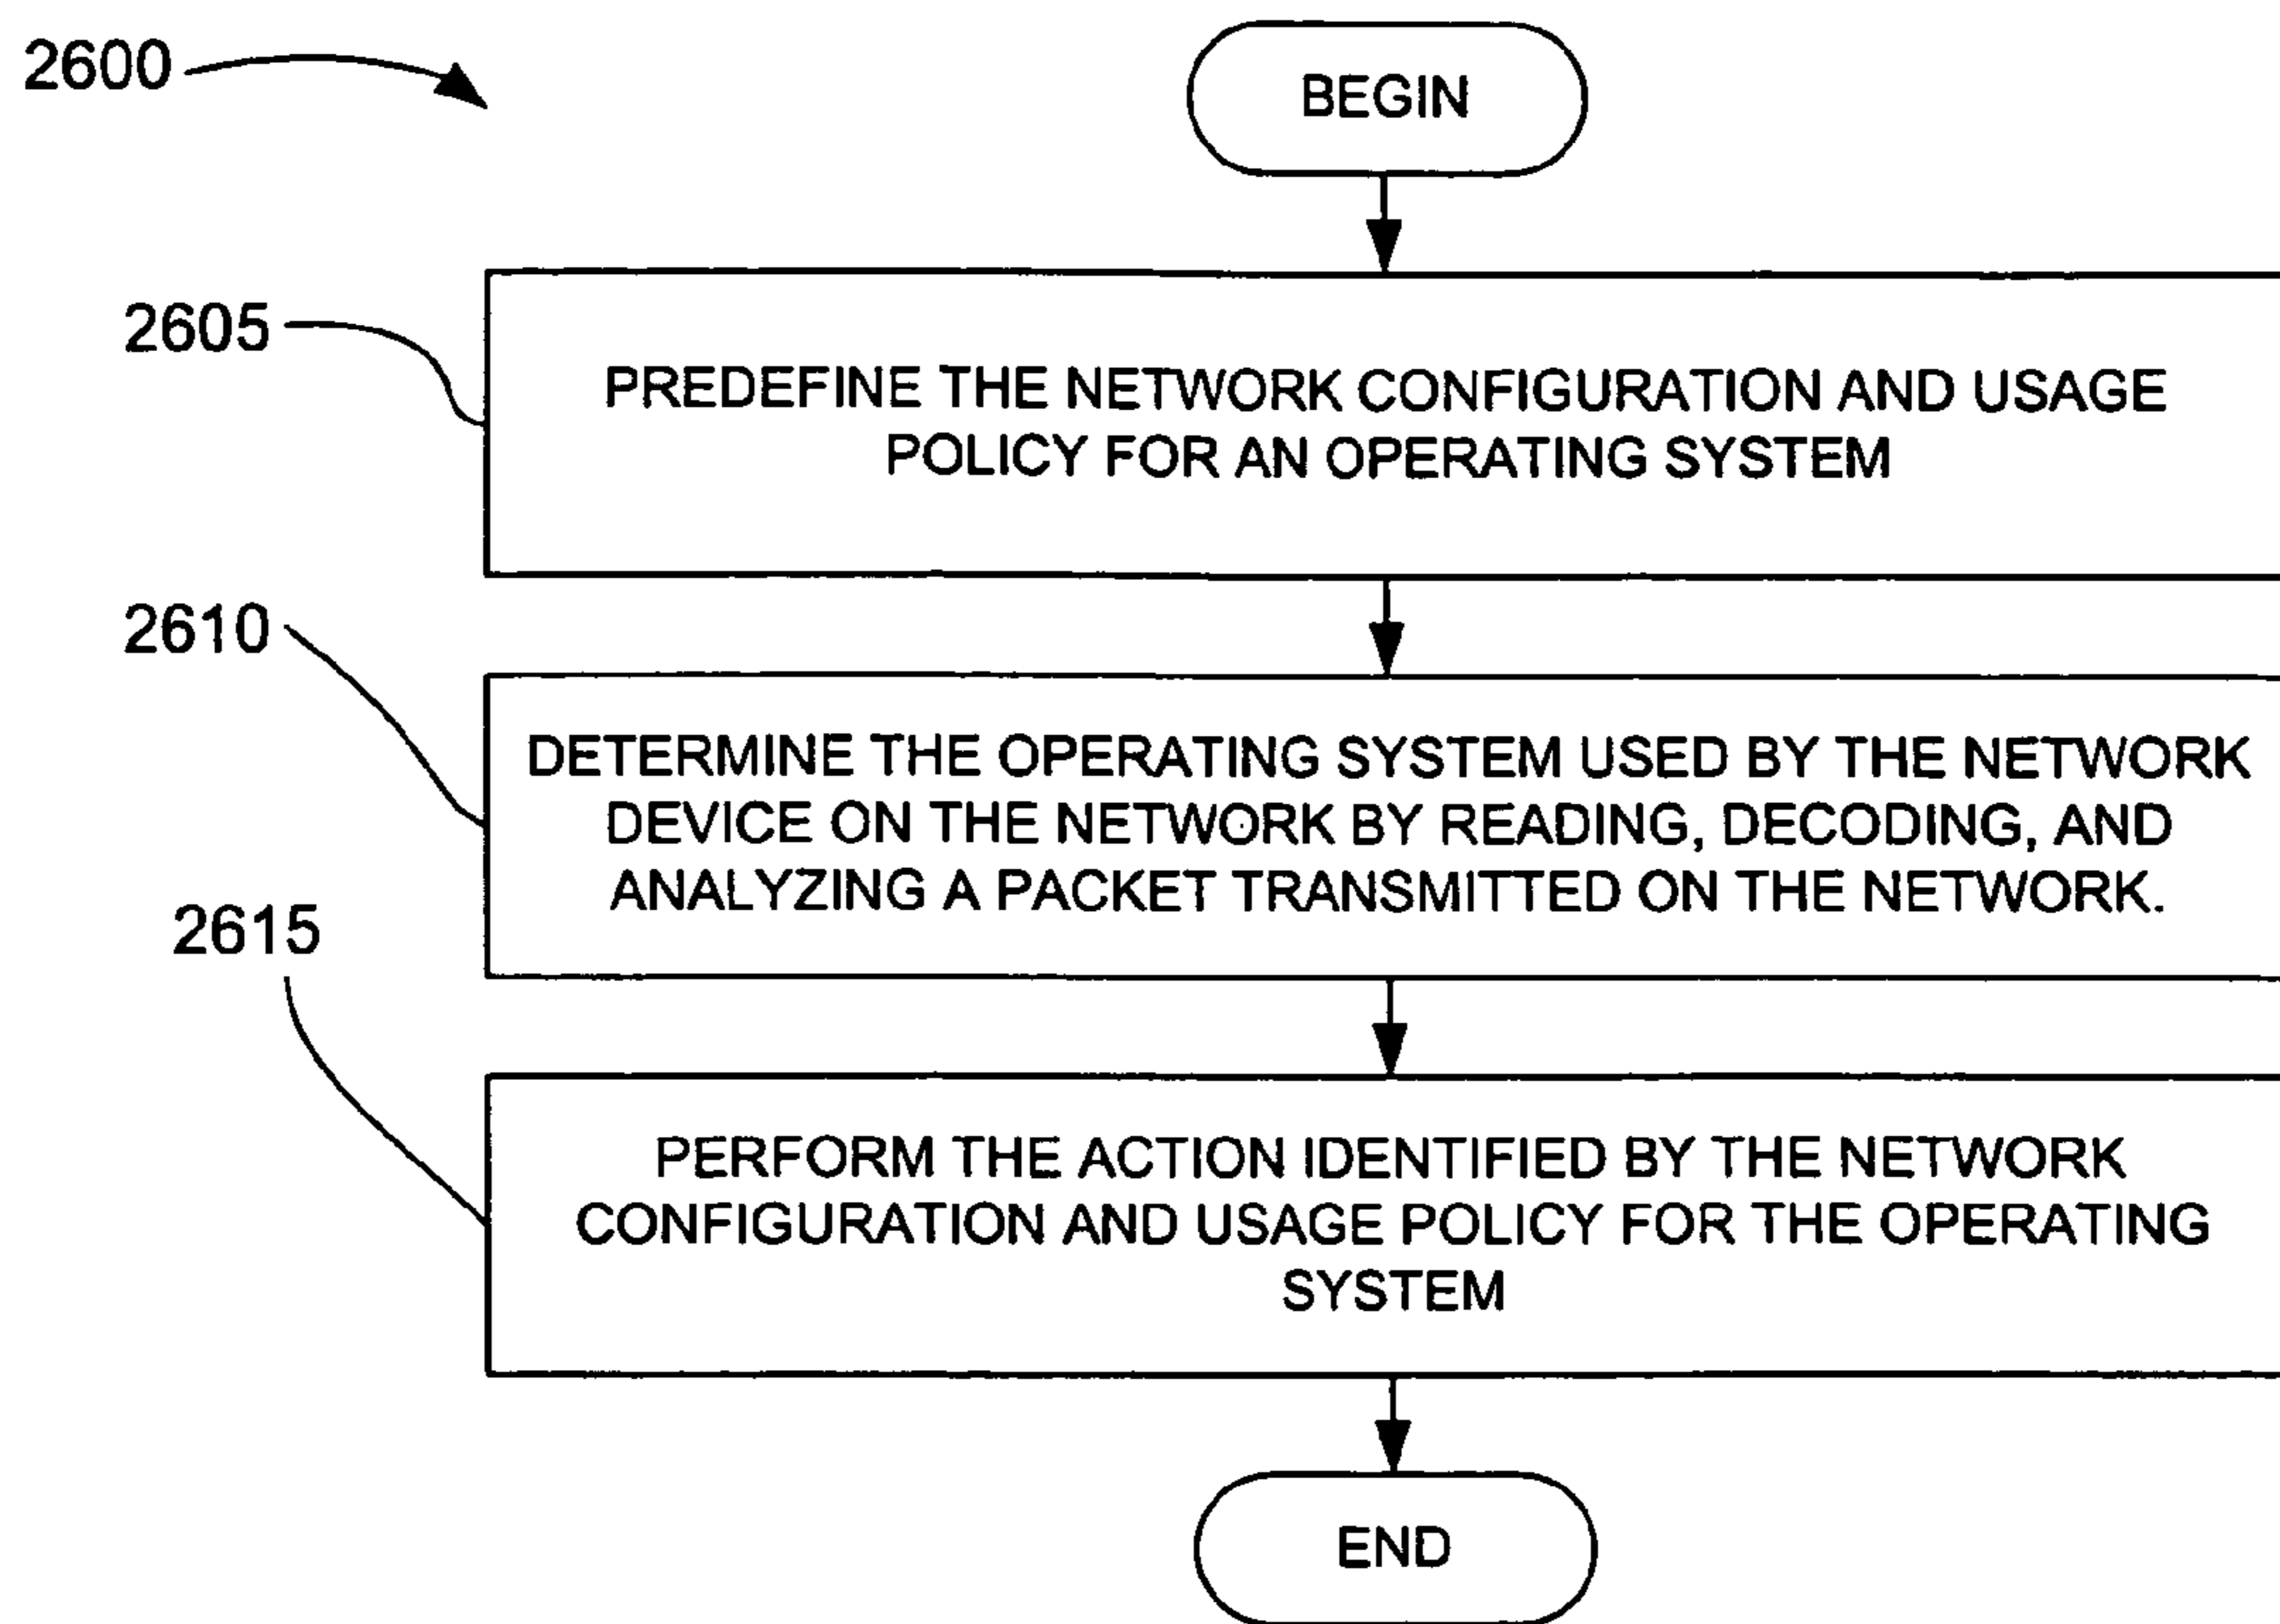 2600
BEGIN
2605
PREDEFINE THE NETWORK CONFIGURATION AND USAGE
POLICY FOR AN OPERATING SYSTEM
2610
DETERMINE THE OPERATING SYSTEM USED BY THE NETWORK
DEVICE ON THE NETWORK BY READING, DECODING, AND
ANALYZING A PACKET TRANSMITTED ON THE NETWORK.
2615
PERFORM THE ACTION IDENTIFIED BY THE NETWORK
CONFIGURATION AND USAGE POLICY FOR THE OPERATING
SYSTEM
END